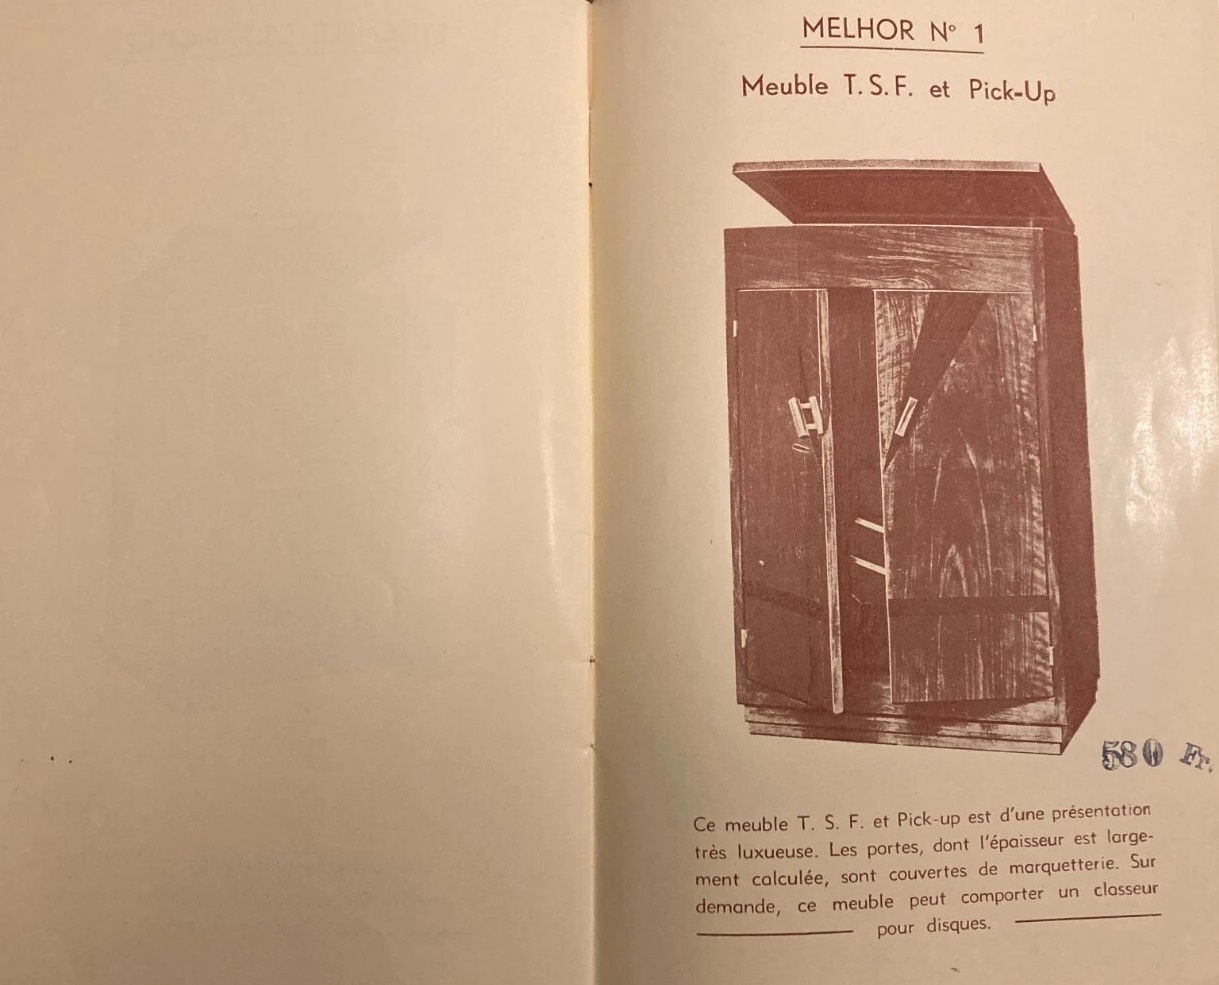 MELHOR N° 1
Meuble T. S. F. et Pick-Up
580 Fr.
Ce meuble T. S. F. et Pick-up est d'une présentation
très luxueuse. Les portes, dont l'épaisseur est large-
ment calculée, sont couvertes de marquetterie. Sur
demande, ce meuble peut comporter un classeur
pour disques.